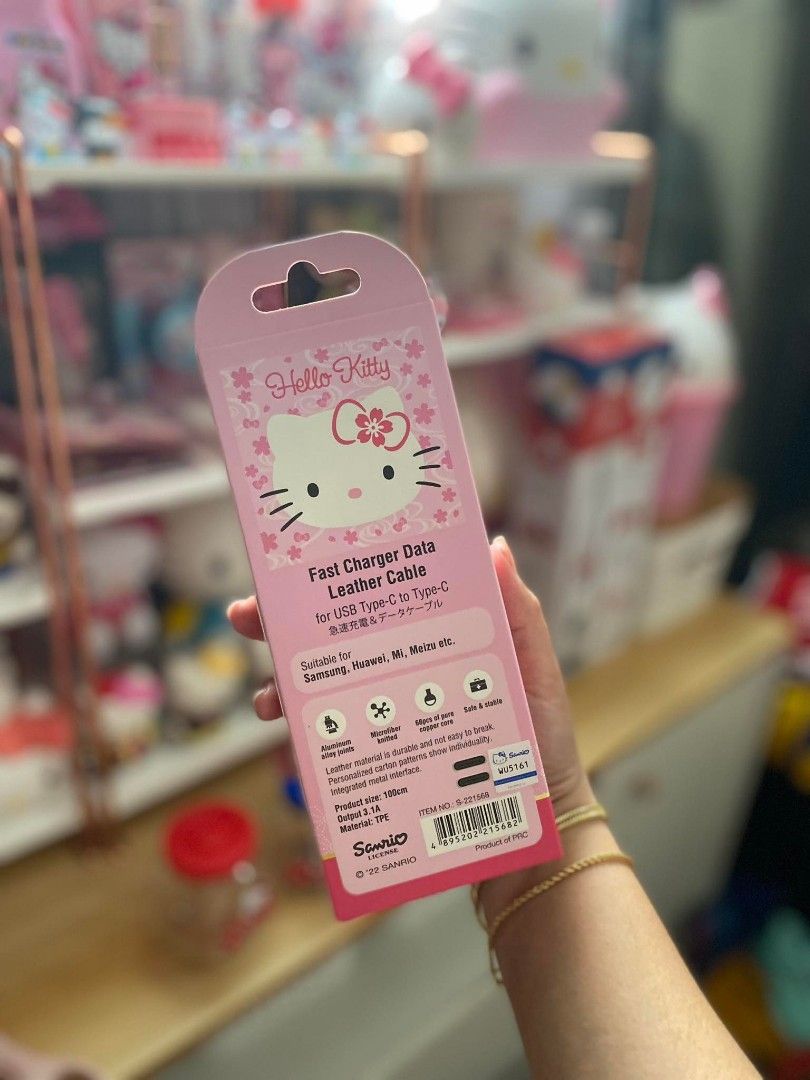 Hello Kitty
Fast Charger Data
Leather Cable
for USB Type-C to Type-C
急速充電&データケーブル
Suitable for
Samsung, Huawei, Mi, Meizu etc.
Aluminum
alloy joints
Microfiber
knitted
60pcs of pure
copper core
Safe & stable
Leather material is durable and not easy to break.
Personalized carton patterns show individuality.
Integrated metal interface.
Product size: 100cm
Output 3.1A
Material: TPE
Sanrio
WU5161
ITEM NO.: S-221568
4 895202 215682
Sanrio
LICENSE
© '22 SANRIO
Product of PRC